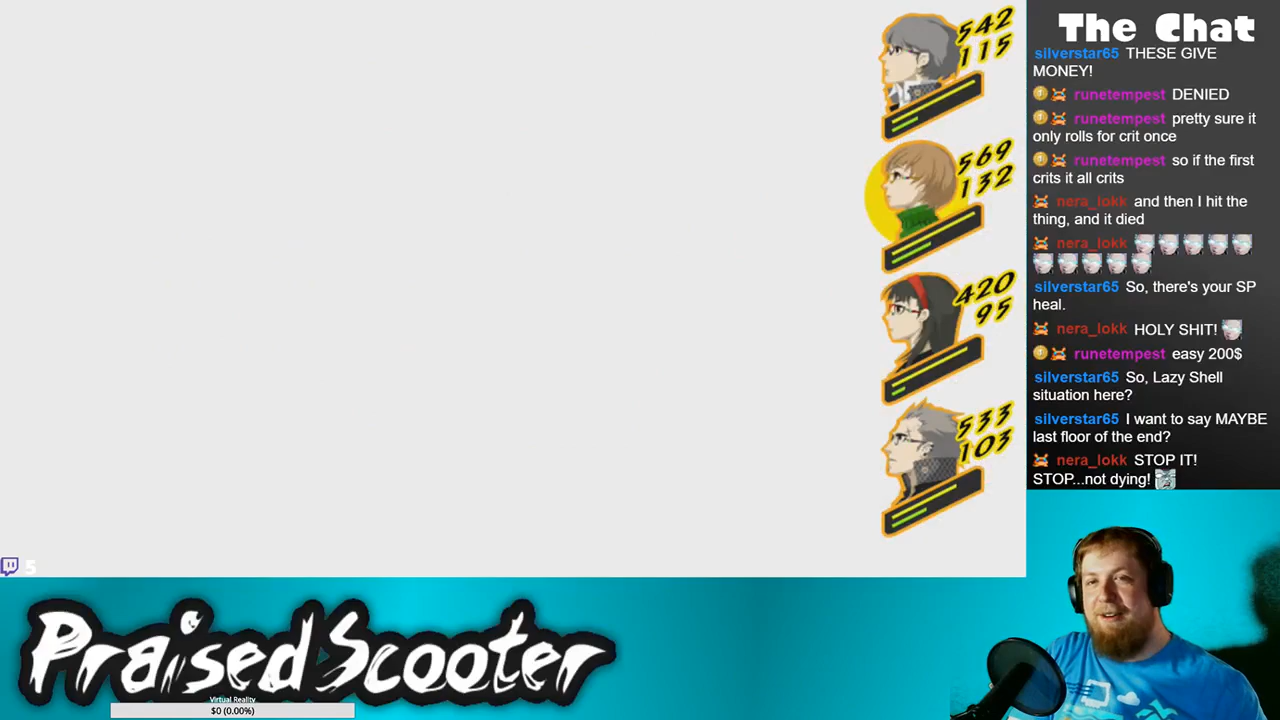 542
115
569
132
420
95
533
103
The Chat
silverstar65 THESE GIVE
MONEY!
runetempest DENIED
runetempest pretty sure it
only rolls for crit once
runetempest so if the first
crits it all crits
nera_lokk and then I hit the
thing, and it died
nera_lokk
silverstar65 So, there's your SP
heal.
nera_lokk HOLY SHIT!
runetempest easy 200$
silverstar65 So, Lazy Shell
situation here?
silverstar65 I want to say MAYBE
last floor of the end?
nera_lokk STOP IT!
STOP...not dying!
5
PraisedScooter
Virtual Reality
$0 (0.00%)